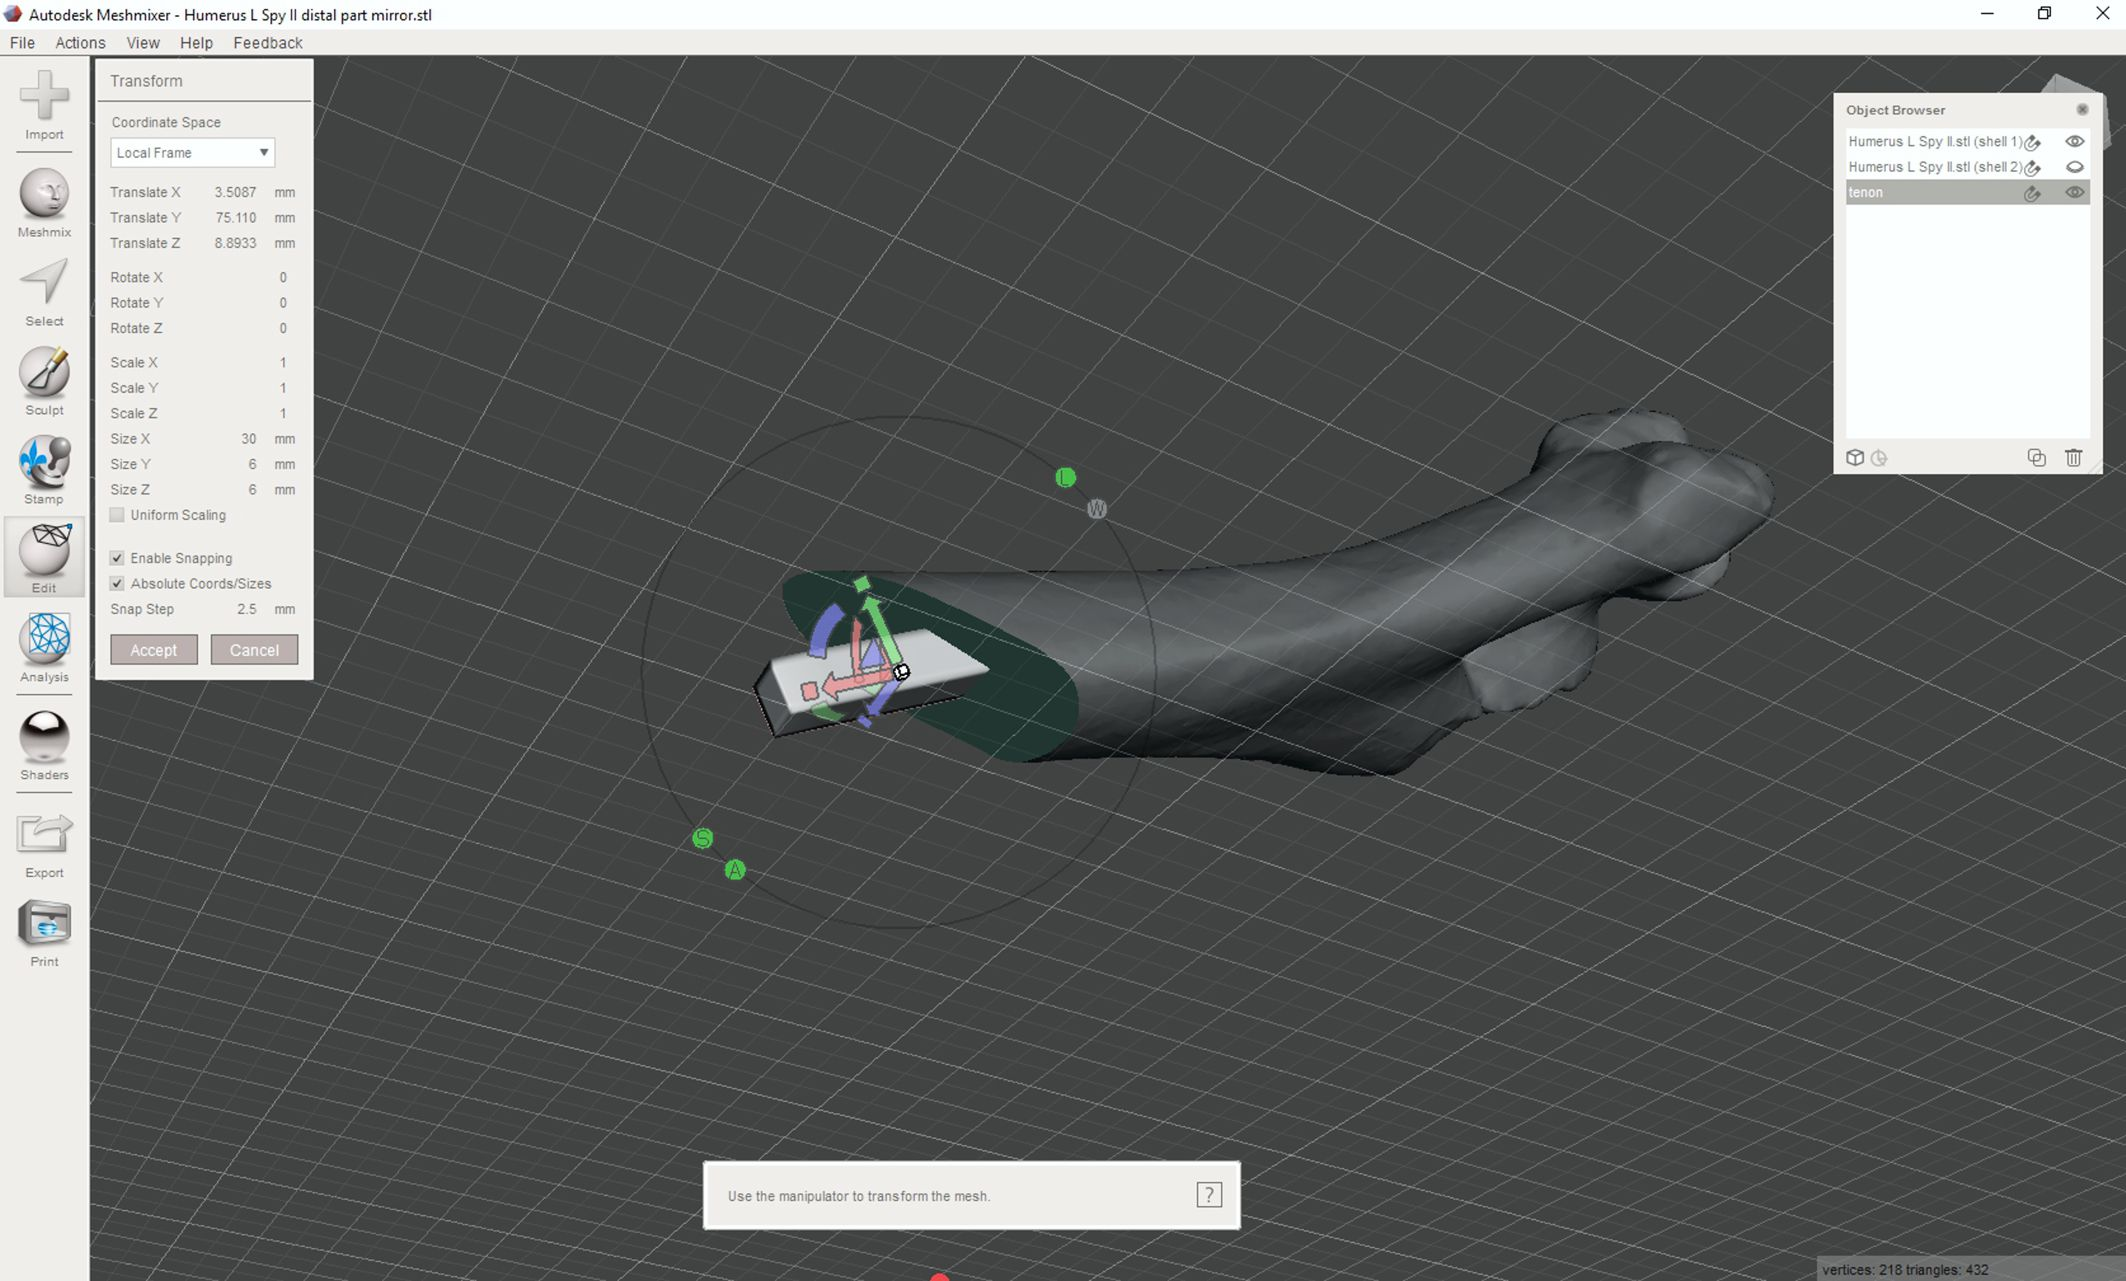 Autodesk Meshmixer - Humerus L Spy II distal part mirror.stl
File Actions View Help Feedback
Import
Meshmix
Select
Sculpt
Stamp
Edit
Analysis
Shaders
Export
Print
Transform
Coordinate Space
Local Frame
Translate X 3.5087 mm
Translate Y 75.110 mm
Translate Z 8.8933 mm
Rotate X 0
Rotate Y 0
Rotate Z 0
Scale X 1
Scale Y 1
Scale Z 1
Size X 30 mm
Size Y 6 mm
Size Z 6 mm
Uniform Scaling
Enable Snapping
Absolute Coords/Sizes
Snap Step 2.5 mm
Accept Cancel
L
W
S
A
Object Browser
Humerus L Spy II.stl (shell 1)
Humerus L Spy II.stl (shell 2)
tenon
Use the manipulator to transform the mesh.
?
vertices: 218 triangles: 432